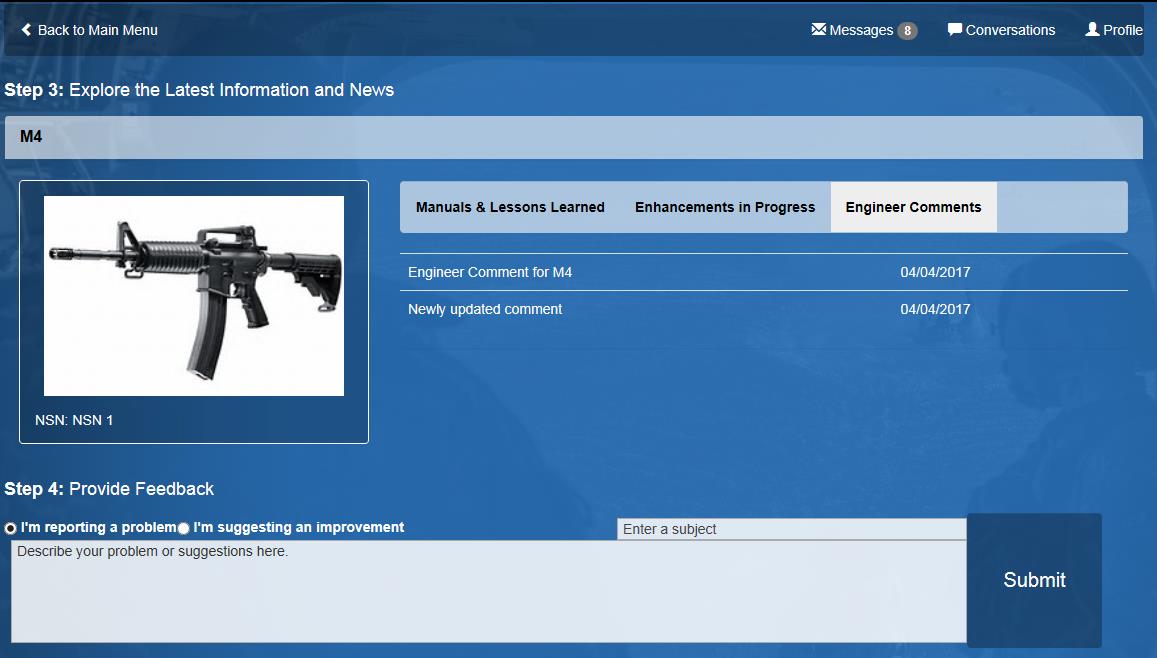 Back to Main Menu
Messages 8 Conversations Profile
Step 3: Explore the Latest Information and News
M4
Manuals & Lessons Learned Enhancements in Progress Engineer Comments
Engineer Comment for M4 04/04/2017
Newly updated comment 04/04/2017
NSN: NSN 1
Step 4: Provide Feedback
I'm reporting a problem I'm suggesting an improvement
Enter a subject
Describe your problem or suggestions here.
Submit